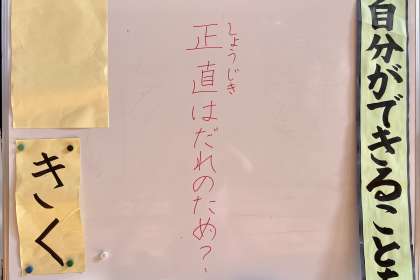 自分ができること
しょうじき
正直はだれのため？
きく